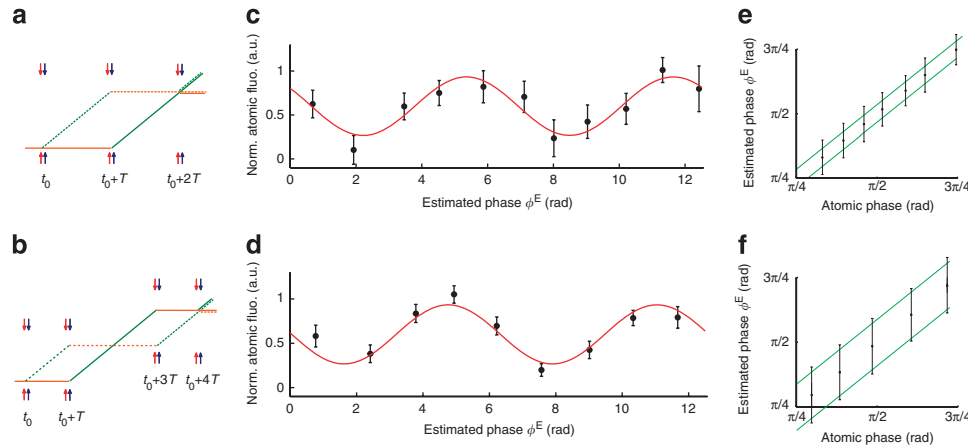 a
t₀
t₀+T
t₀+2T
b
t₀
t₀+T
t₀+3T
t₀+4T
c
Norm. atomic fluo. (a.u.)
1
0.5
0
0 2 4 6 8 10 12
Estimated phase ϕᴱ (rad)
d
Norm. atomic fluo. (a.u.)
1
0.5
0
0 2 4 6 8 10 12
Estimated phase ϕᴱ (rad)
e
Estimated phase ϕᴱ (rad)
3π/4
π/2
π/4
π/4 π/2 3π/4
Atomic phase (rad)
f
Estimated phase ϕᴱ (rad)
3π/4
π/2
π/4
π/4 π/2 3π/4
Atomic phase (rad)